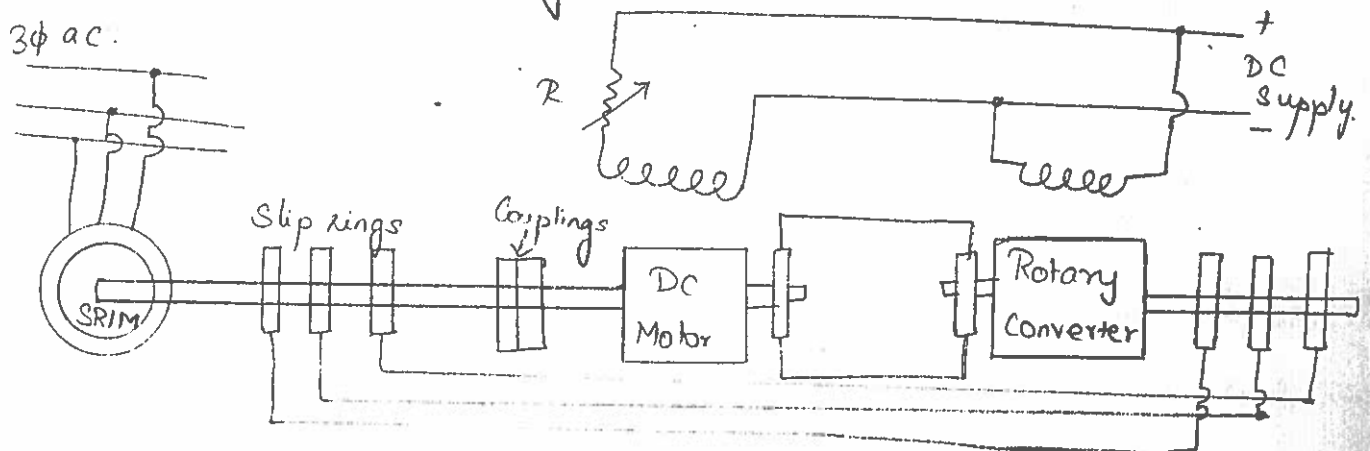 3φ ac.
R
+
DC
Supply.
−
Slip rings
Couplings
SRIM
DC
Motor
Rotary
Converter